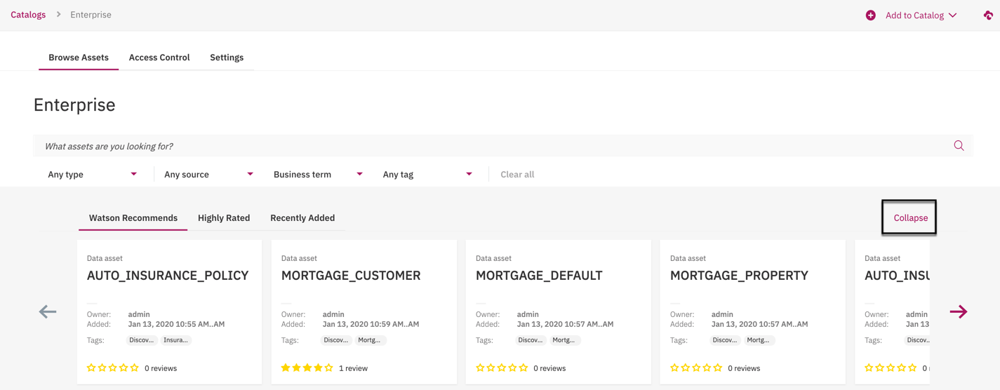 Catalogs > Enterprise
Add to Catalog
Browse Assets Access Control Settings
Enterprise
What assets are you looking for?
Any type Any source Business term Any tag Clear all
Watson Recommends Highly Rated Recently Added Collapse
Data asset
AUTO_INSURANCE_POLICY
Owner: admin
Added: Jan 13, 2020 10:55 AM..AM
Tags: Discov... Insura...
0 reviews
Data asset
MORTGAGE_CUSTOMER
Owner: admin
Added: Jan 13, 2020 10:59 AM..AM
Tags: Discov... Mortg...
1 review
Data asset
MORTGAGE_DEFAULT
Owner: admin
Added: Jan 13, 2020 10:57 AM..AM
Tags: Discov... Mortg...
0 reviews
Data asset
MORTGAGE_PROPERTY
Owner: admin
Added: Jan 13, 2020 10:57 AM..AM
Tags: Discov... Mortg...
0 reviews
Data asset
AUTO_INSU
Owner: admin
Added: Jan 13
Tags: Discov..
0